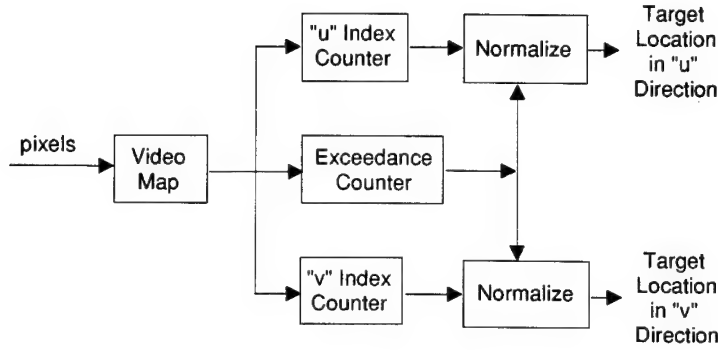 pixels
Video
Map
"u" Index
Counter
Normalize
Target
Location
in "u"
Direction
Exceedance
Counter
"v" Index
Counter
Normalize
Target
Location
in "v"
Direction